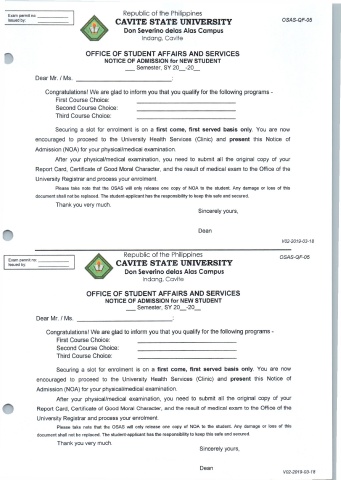 Exam permit no:
Issued by:
Republic of the Philippines
CAVITE STATE UNIVERSITY
Don Severino delas Alas Campus
Indang, Cavite
OSAS-QF-05
OFFICE OF STUDENT AFFAIRS AND SERVICES
NOTICE OF ADMISSION for NEW STUDENT
___ Semester, SY 20__-20__
Dear Mr. / Ms. ______________________:
Congratulations! We are glad to inform you that you qualify for the following programs -
First Course Choice: ______________________
Second Course Choice: ______________________
Third Course Choice: ______________________
Securing a slot for enrolment is on a first come, first served basis only. You are now
encouraged to proceed to the University Health Services (Clinic) and present this Notice of
Admission (NOA) for your physical/medical examination.
After your physical/medical examination, you need to submit all the original copy of your
Report Card, Certificate of Good Moral Character, and the result of medical exam to the Office of the
University Registrar and process your enrolment.
Please take note that the OSAS will only release one copy of NOA to the student. Any damage or loss of this
document shall not be replaced. The student-applicant has the responsibility to keep this safe and secured.
Thank you very much.
Sincerely yours,
Dean
V02-2019-03-18
Exam permit no:
Issued by:
Republic of the Philippines
CAVITE STATE UNIVERSITY
Don Severino delas Alas Campus
Indang, Cavite
OSAS-QF-05
OFFICE OF STUDENT AFFAIRS AND SERVICES
NOTICE OF ADMISSION for NEW STUDENT
___ Semester, SY 20__-20__
Dear Mr. / Ms. ______________________:
Congratulations! We are glad to inform you that you qualify for the following programs -
First Course Choice: ______________________
Second Course Choice: ______________________
Third Course Choice: ______________________
Securing a slot for enrolment is on a first come, first served basis only. You are now
encouraged to proceed to the University Health Services (Clinic) and present this Notice of
Admission (NOA) for your physical/medical examination.
After your physical/medical examination, you need to submit all the original copy of your
Report Card, Certificate of Good Moral Character, and the result of medical exam to the Office of the
University Registrar and process your enrolment.
Please take note that the OSAS will only release one copy of NOA to the student. Any damage or loss of this
document shall not be replaced. The student-applicant has the responsibility to keep this safe and secured.
Thank you very much.
Sincerely yours,
Dean
V02-2019-03-18